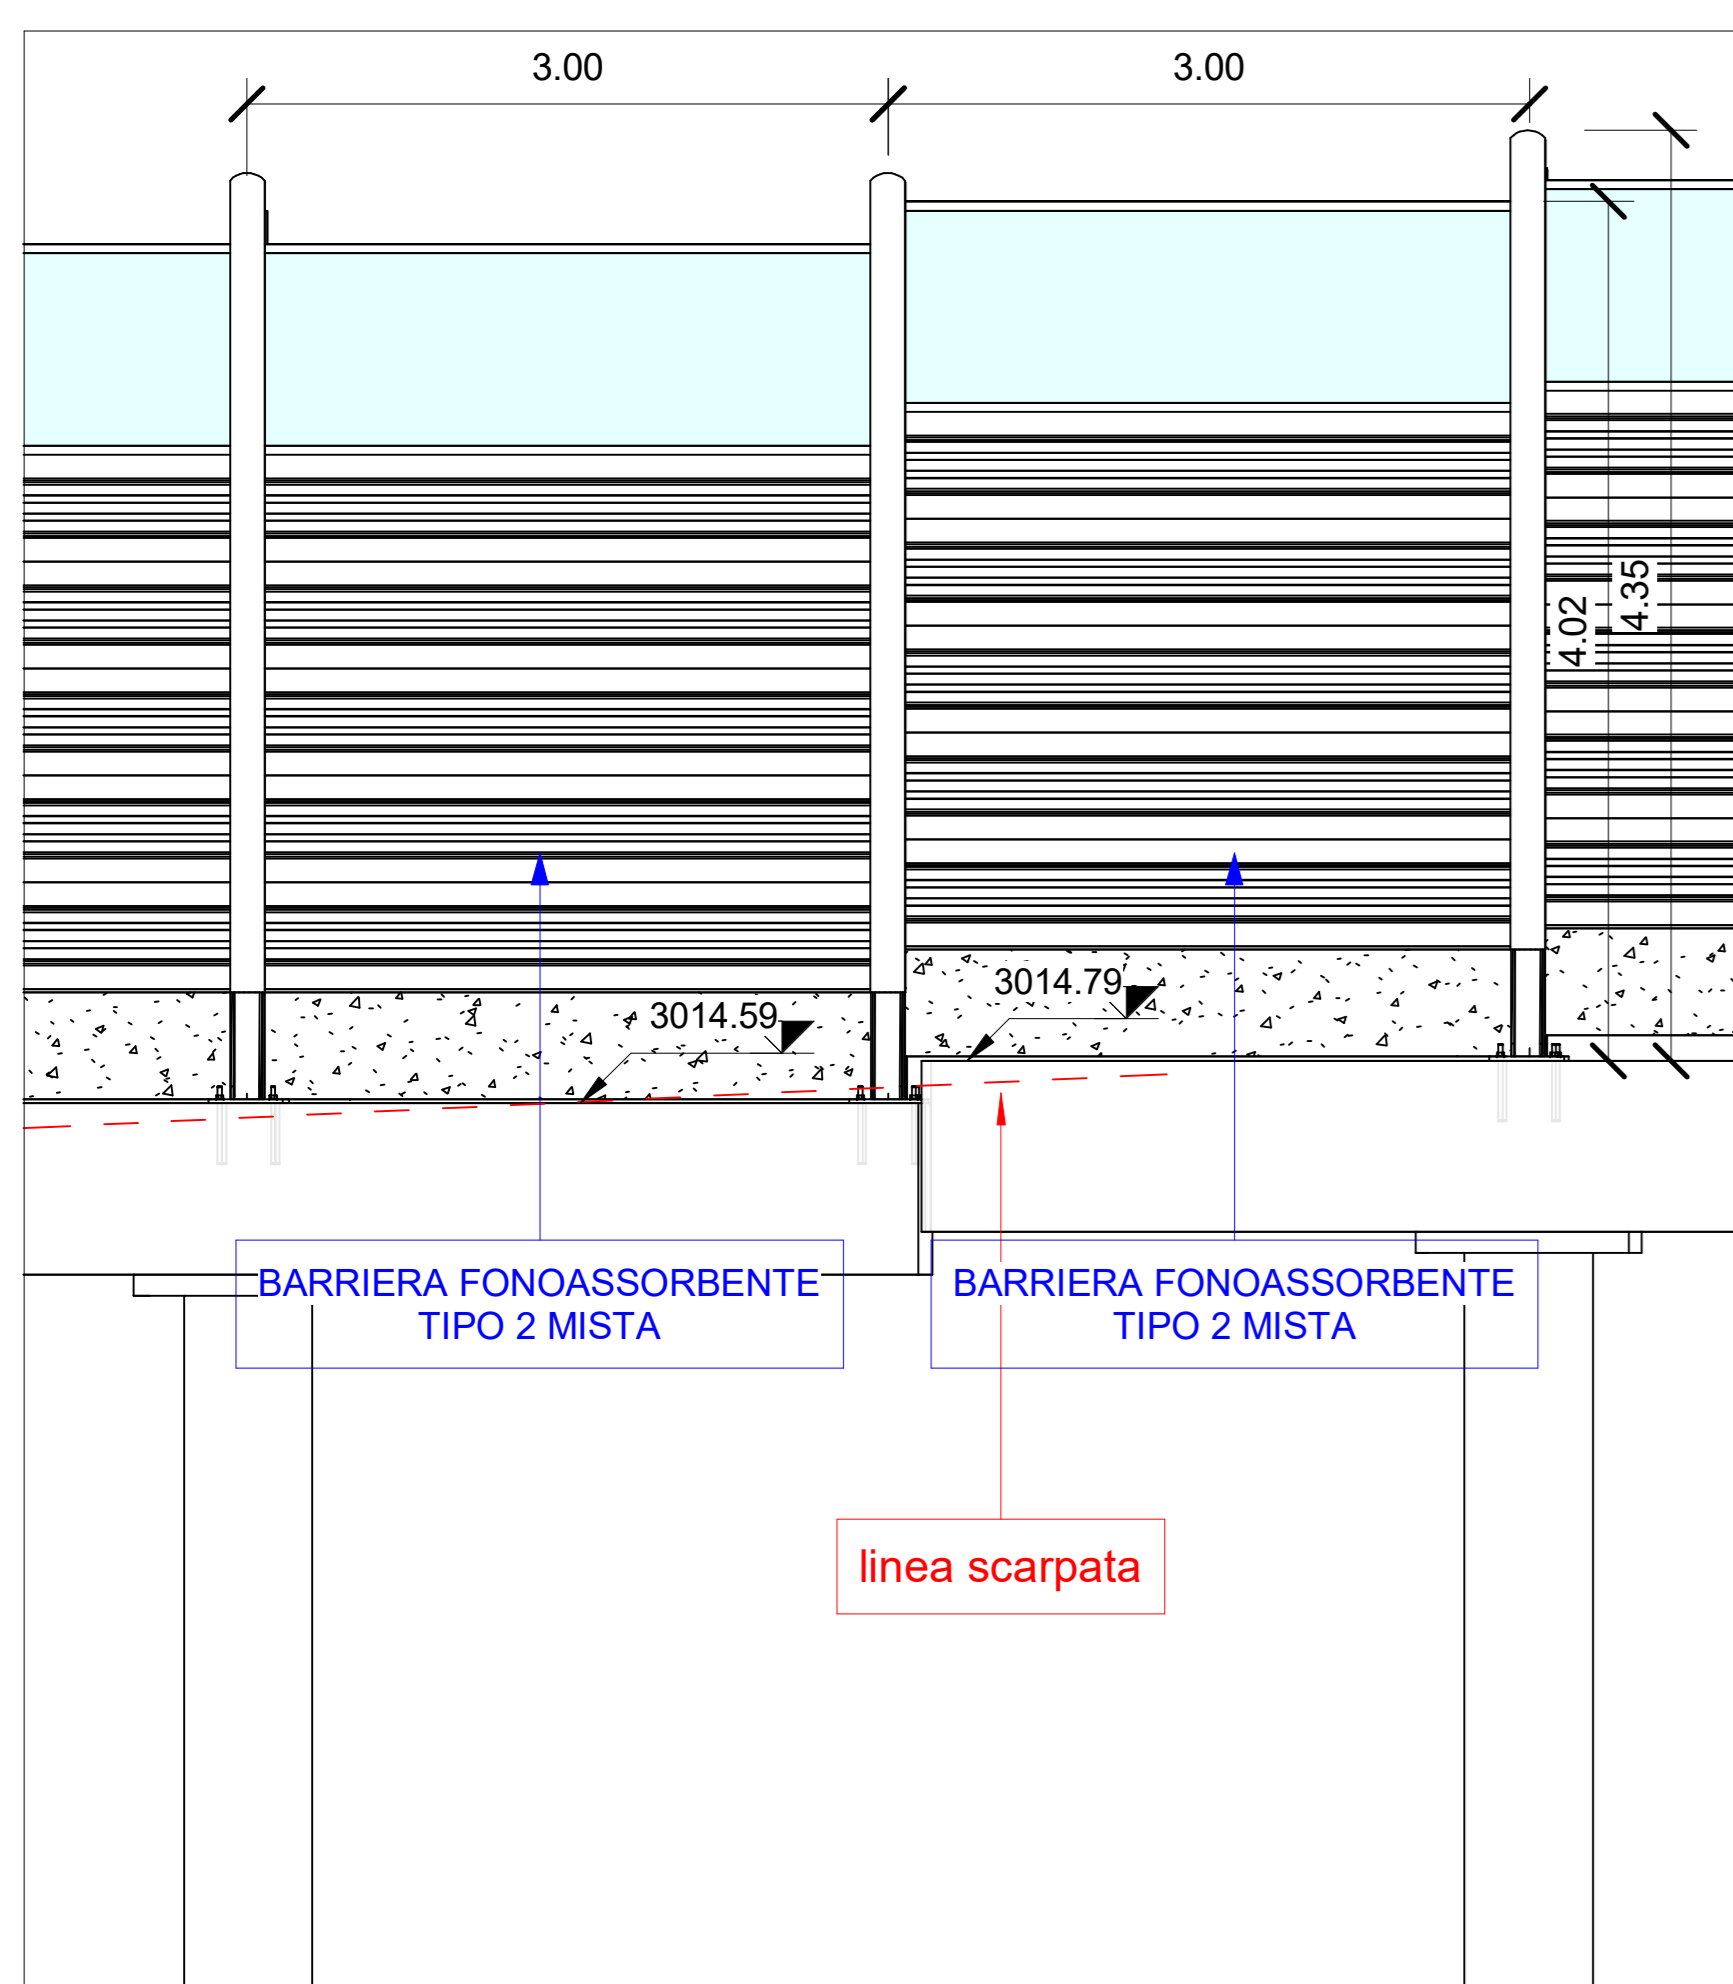 3.00
3.00
4.35
4.02
3014.79
3014.59
BARRIERA FONOASSORBENTE
TIPO 2 MISTA
BARRIERA FONOASSORBENTE
TIPO 2 MISTA
linea scarpata